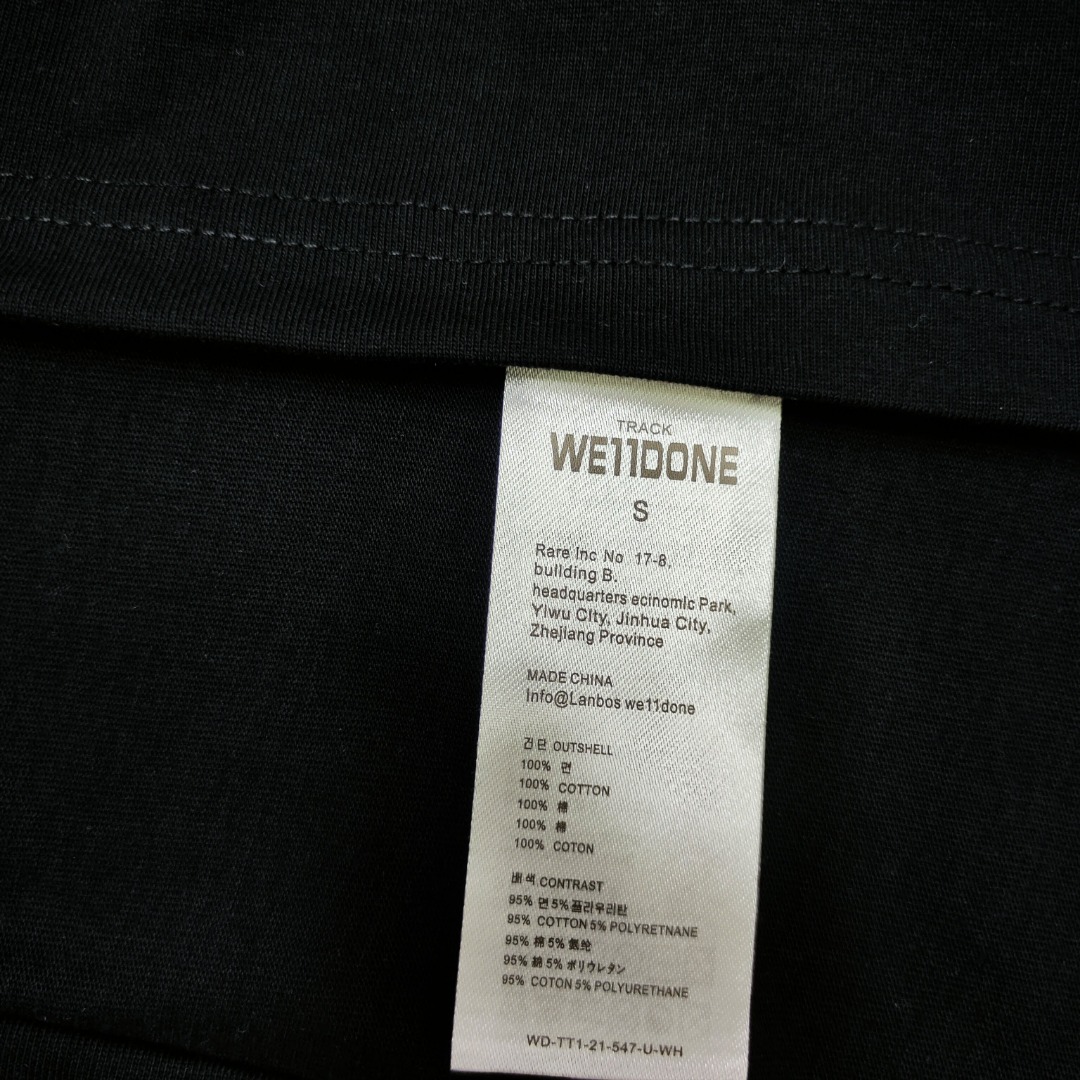 TRACK
WE11DONE
S
Rare Inc No 17-8,
building B.
headquarters ecinomic Park,
Yiwu City, Jinhua City,
Zhejiang Province
MADE CHINA
Info@Lanbos we11done
겉단 OUTSHELL
100% 면
100% COTTON
100% 棉
100% 棉
100% COTON
배색 CONTRAST
95% 면 5% 폴리우리탄
95% COTTON 5% POLYRETNANE
95% 棉 5% 氨纶
95% 綿 5% ポリウレタン
95% COTON 5% POLYURETHANE
WD-TT1-21-547-U-WH